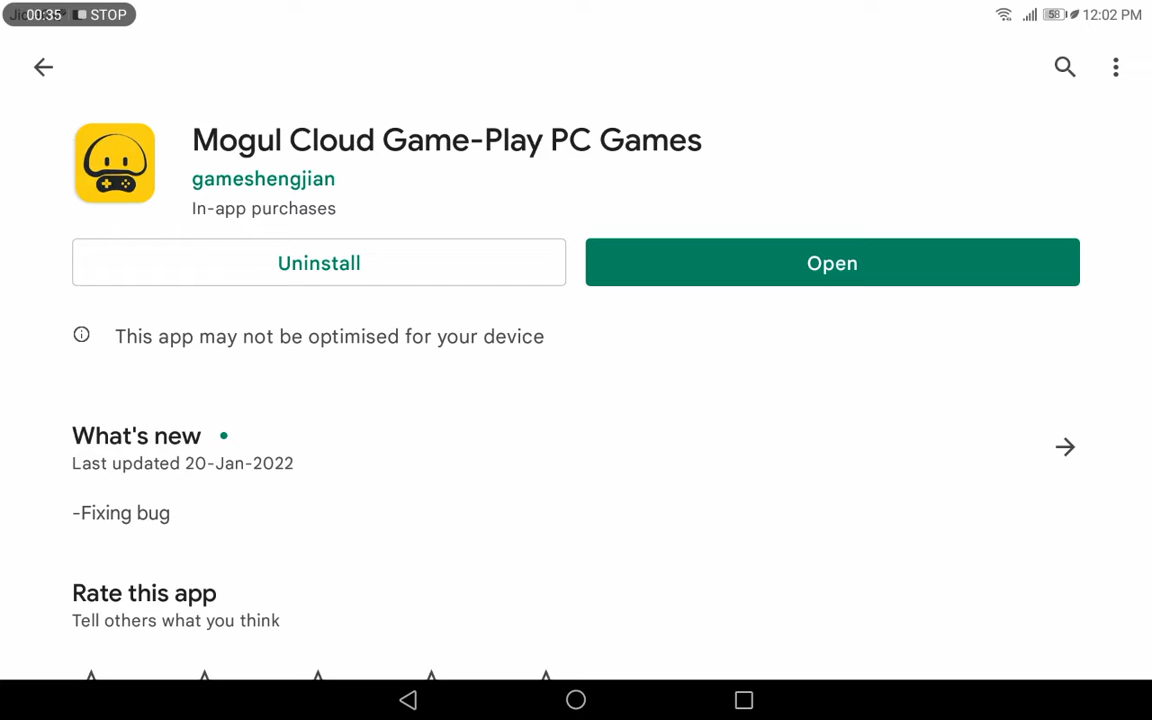 00:35 STOP
58 12:02 PM
Mogul Cloud Game-Play PC Games
gameshengjian
In-app purchases
Uninstall
Open
This app may not be optimised for your device
What's new
Last updated 20-Jan-2022
-Fixing bug
Rate this app
Tell others what you think